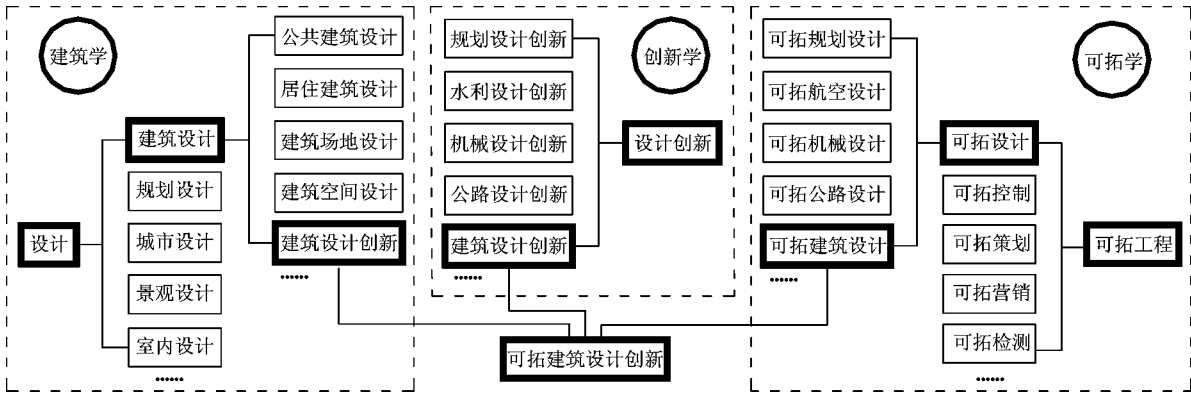 建筑学
公共建筑设计
居住建筑设计
建筑设计
建筑场地设计
规划设计
建筑空间设计
设计
城市设计
建筑设计创新
景观设计
......
室内设计
......
创新学
规划设计创新
水利设计创新
机械设计创新
设计创新
公路设计创新
建筑设计创新
......
可拓建筑设计创新
可拓学
可拓规划设计
可拓航空设计
可拓机械设计
可拓设计
可拓公路设计
可拓控制
可拓建筑设计
可拓策划
可拓工程
可拓营销
可拓检测
......